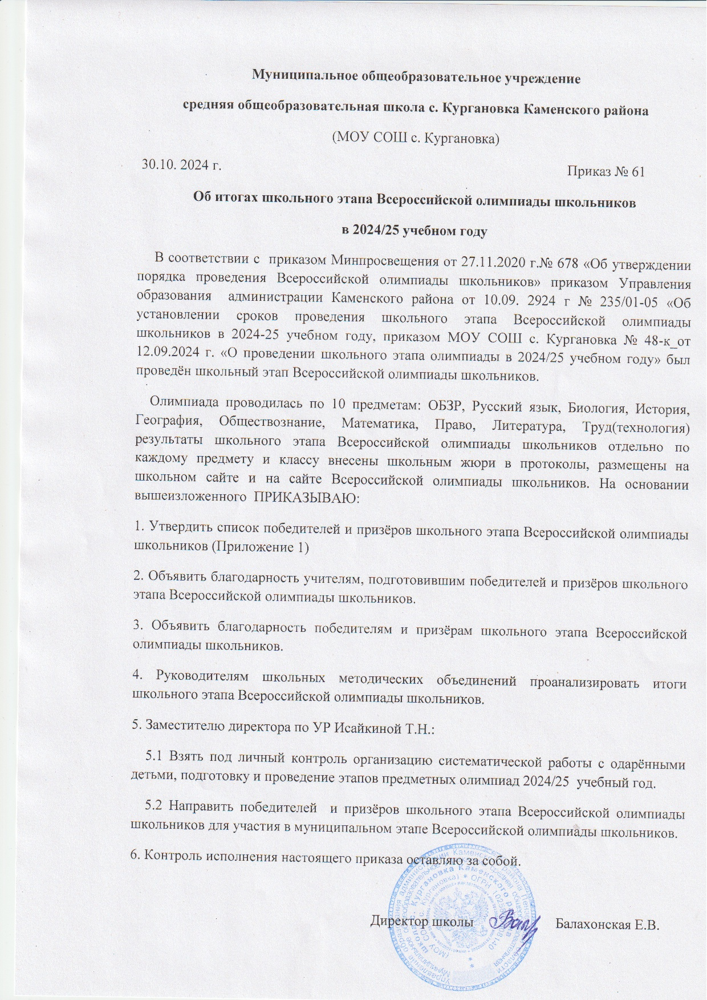 Муниципальное общеобразовательное учреждение
средняя общеобразовательная школа с. Кургановка Каменского района
(МОУ СОШ с. Кургановка)
30.10. 2024 г.
Приказ № 61
Об итогах школьного этапа Всероссийской олимпиады школьников
в 2024/25 учебном году
В соответствии с приказом Минпросвещения от 27.11.2020 г.№ 678 «Об утверждении
порядка проведения Всероссийской олимпиады школьников» приказом Управления
образования администрации Каменского района от 10.09. 2924 г № 235/01-05 «Об
установлении сроков проведения школьного этапа Всероссийской олимпиады
школьников в 2024-25 учебном году, приказом МОУ СОШ с. Кургановка № 48-к_от
12.09.2024 г. «О проведении школьного этапа олимпиады в 2024/25 учебном году» был
проведён школьный этап Всероссийской олимпиады школьников.
Олимпиада проводилась по 10 предметам: ОБЗР, Русский язык, Биология, История,
География, Обществознание, Математика, Право, Литература, Труд(технология)
результаты школьного этапа Всероссийской олимпиады школьников отдельно по
каждому предмету и классу внесены школьным жюри в протоколы, размещены на
школьном сайте и на сайте Всероссийской олимпиады школьников. На основании
вышеизложенного ПРИКАЗЫВАЮ:
1. Утвердить список победителей и призёров школьного этапа Всероссийской олимпиады
школьников (Приложение 1)
2. Объявить благодарность учителям, подготовившим победителей и призёров школьного
этапа Всероссийской олимпиады школьников.
3. Объявить благодарность победителям и призёрам школьного этапа Всероссийской
олимпиады школьников.
4. Руководителям школьных методических объединений проанализировать итоги
школьного этапа Всероссийской олимпиады школьников.
5. Заместителю директора по УР Исайкиной Т.Н.:
5.1 Взять под личный контроль организацию систематической работы с одарёнными
детьми, подготовку и проведение этапов предметных олимпиад 2024/25 учебный год.
5.2 Направить победителей и призёров школьного этапа Всероссийской олимпиады
школьников для участия в муниципальном этапе Всероссийской олимпиады школьников.
6. Контроль исполнения настоящего приказа оставляю за собой.
Директор школы
Балахонская Е.В.